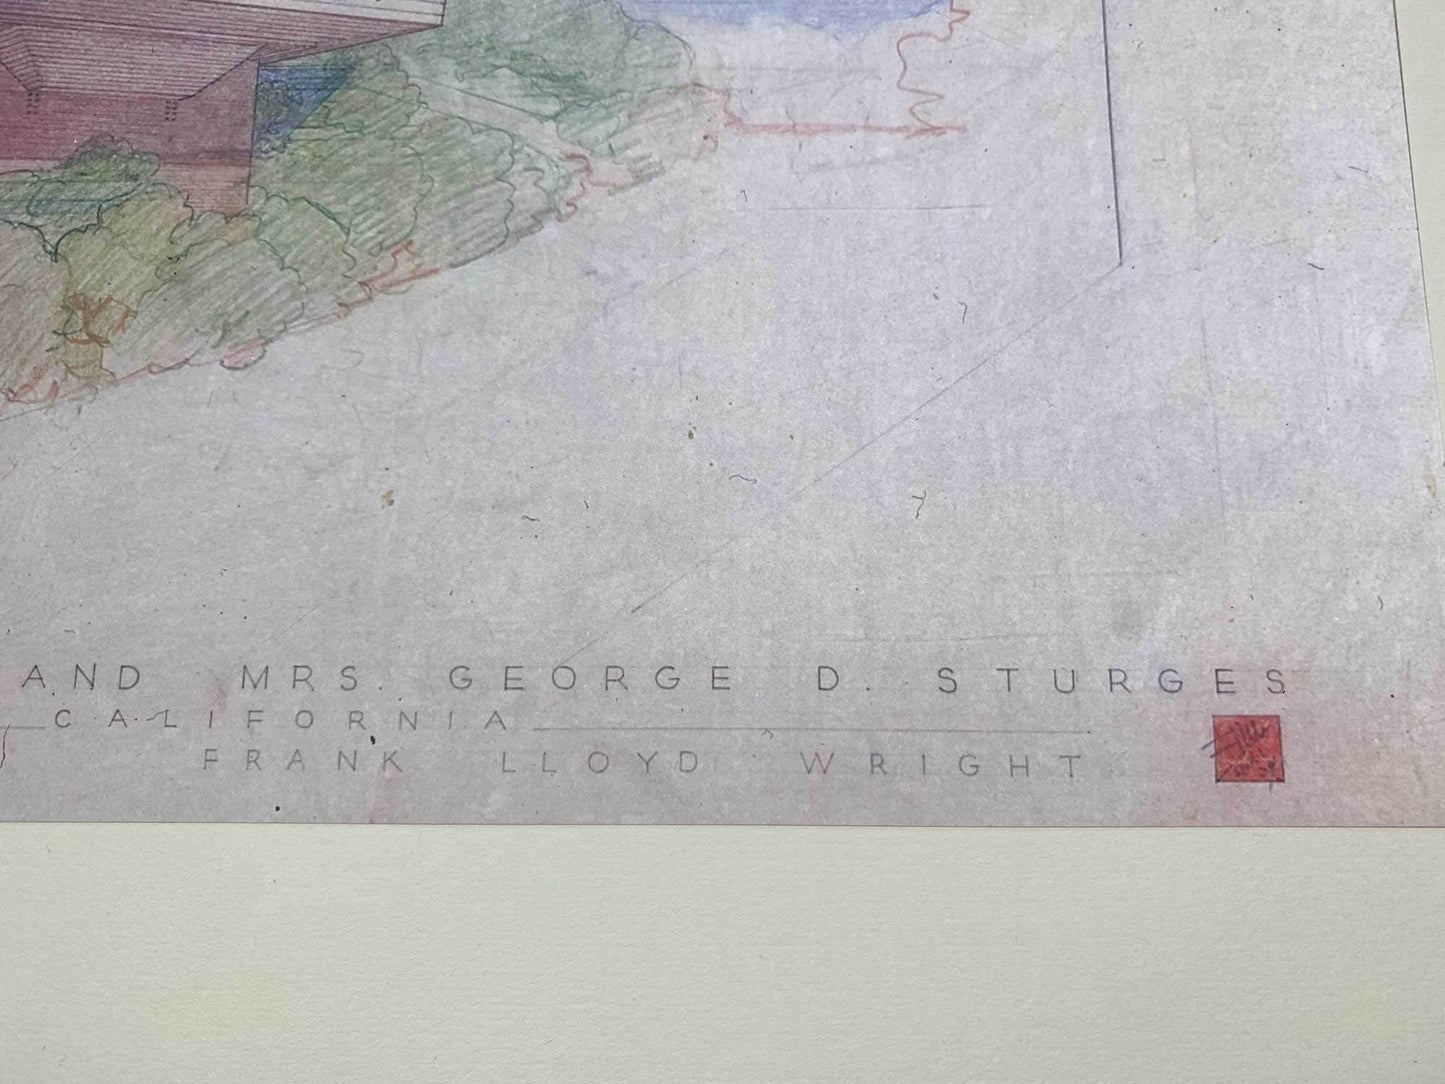 AND MRS. GEORGE D. STURGES
CALIFORNIA
FRANK LLOYD WRIGHT